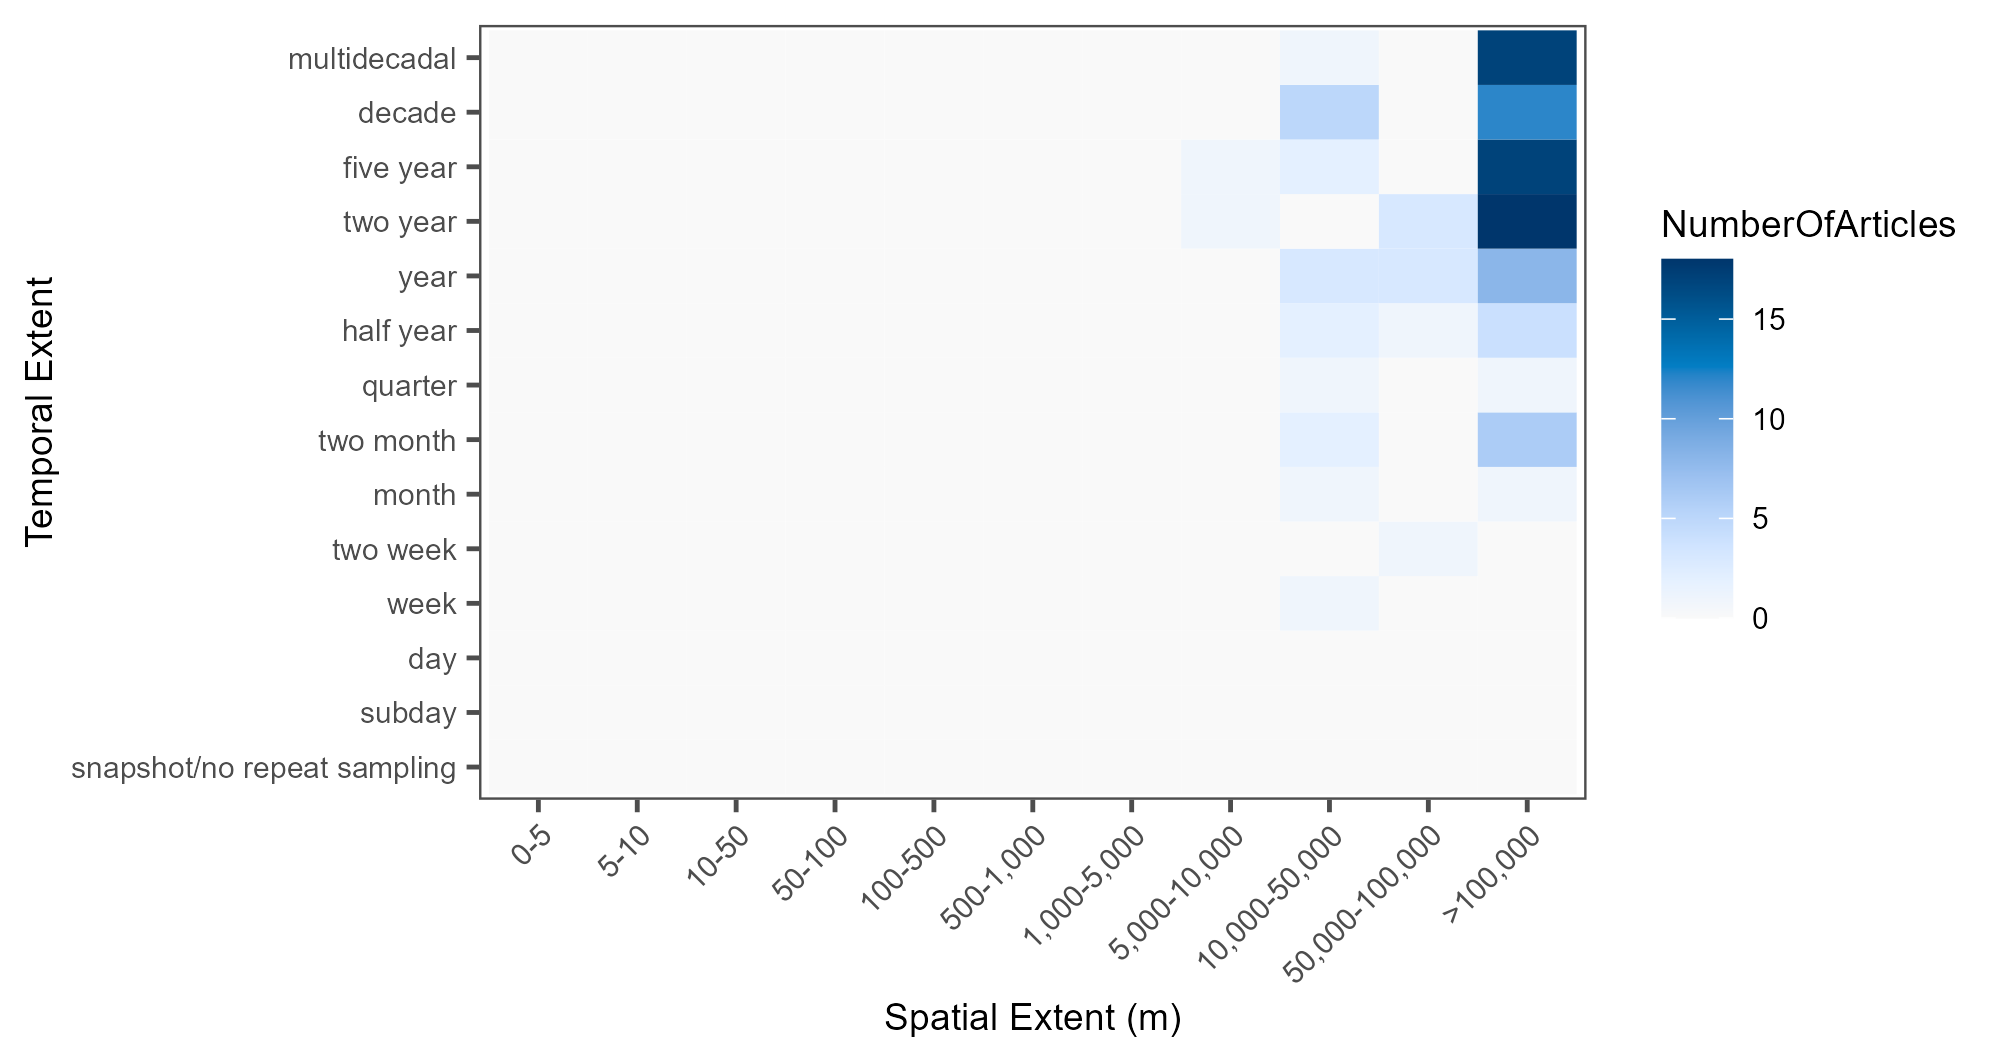 multidecadal
decade
five year
two year
year
half year
quarter
two month
month
two week
week
day
subday
snapshot/no repeat sampling
Temporal Extent
0-5
5-10
10-50
50-100
100-500
500-1,000
1,000-5,000
5,000-10,000
10,000-50,000
50,000-100,000
>100,000
Spatial Extent (m)
NumberOfArticles
15
10
5
0